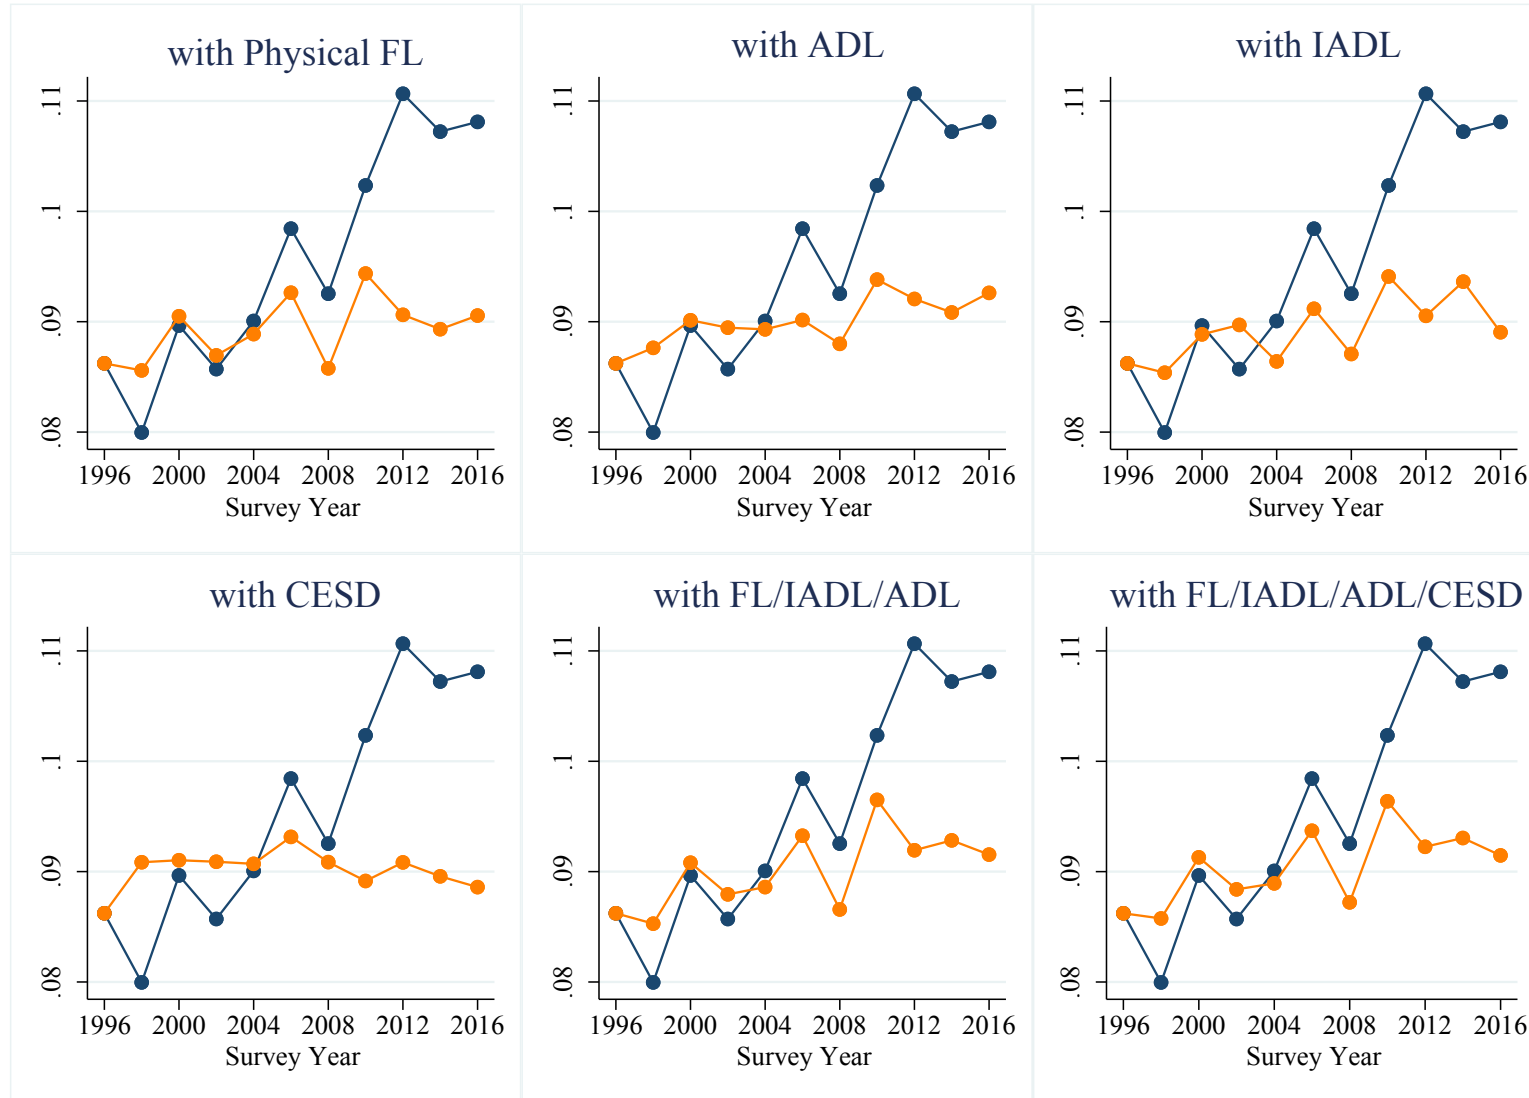 with Physical FL
.11
.1
.09
.08
1996 2000 2004 2008 2012 2016
Survey Year
with ADL
.11
.1
.09
.08
1996 2000 2004 2008 2012 2016
Survey Year
with IADL
.11
.1
.09
.08
1996 2000 2004 2008 2012 2016
Survey Year
with CESD
.11
.1
.09
.08
1996 2000 2004 2008 2012 2016
Survey Year
with FL/IADL/ADL
.11
.1
.09
.08
1996 2000 2004 2008 2012 2016
Survey Year
with FL/IADL/ADL/CESD
.11
.1
.09
.08
1996 2000 2004 2008 2012 2016
Survey Year